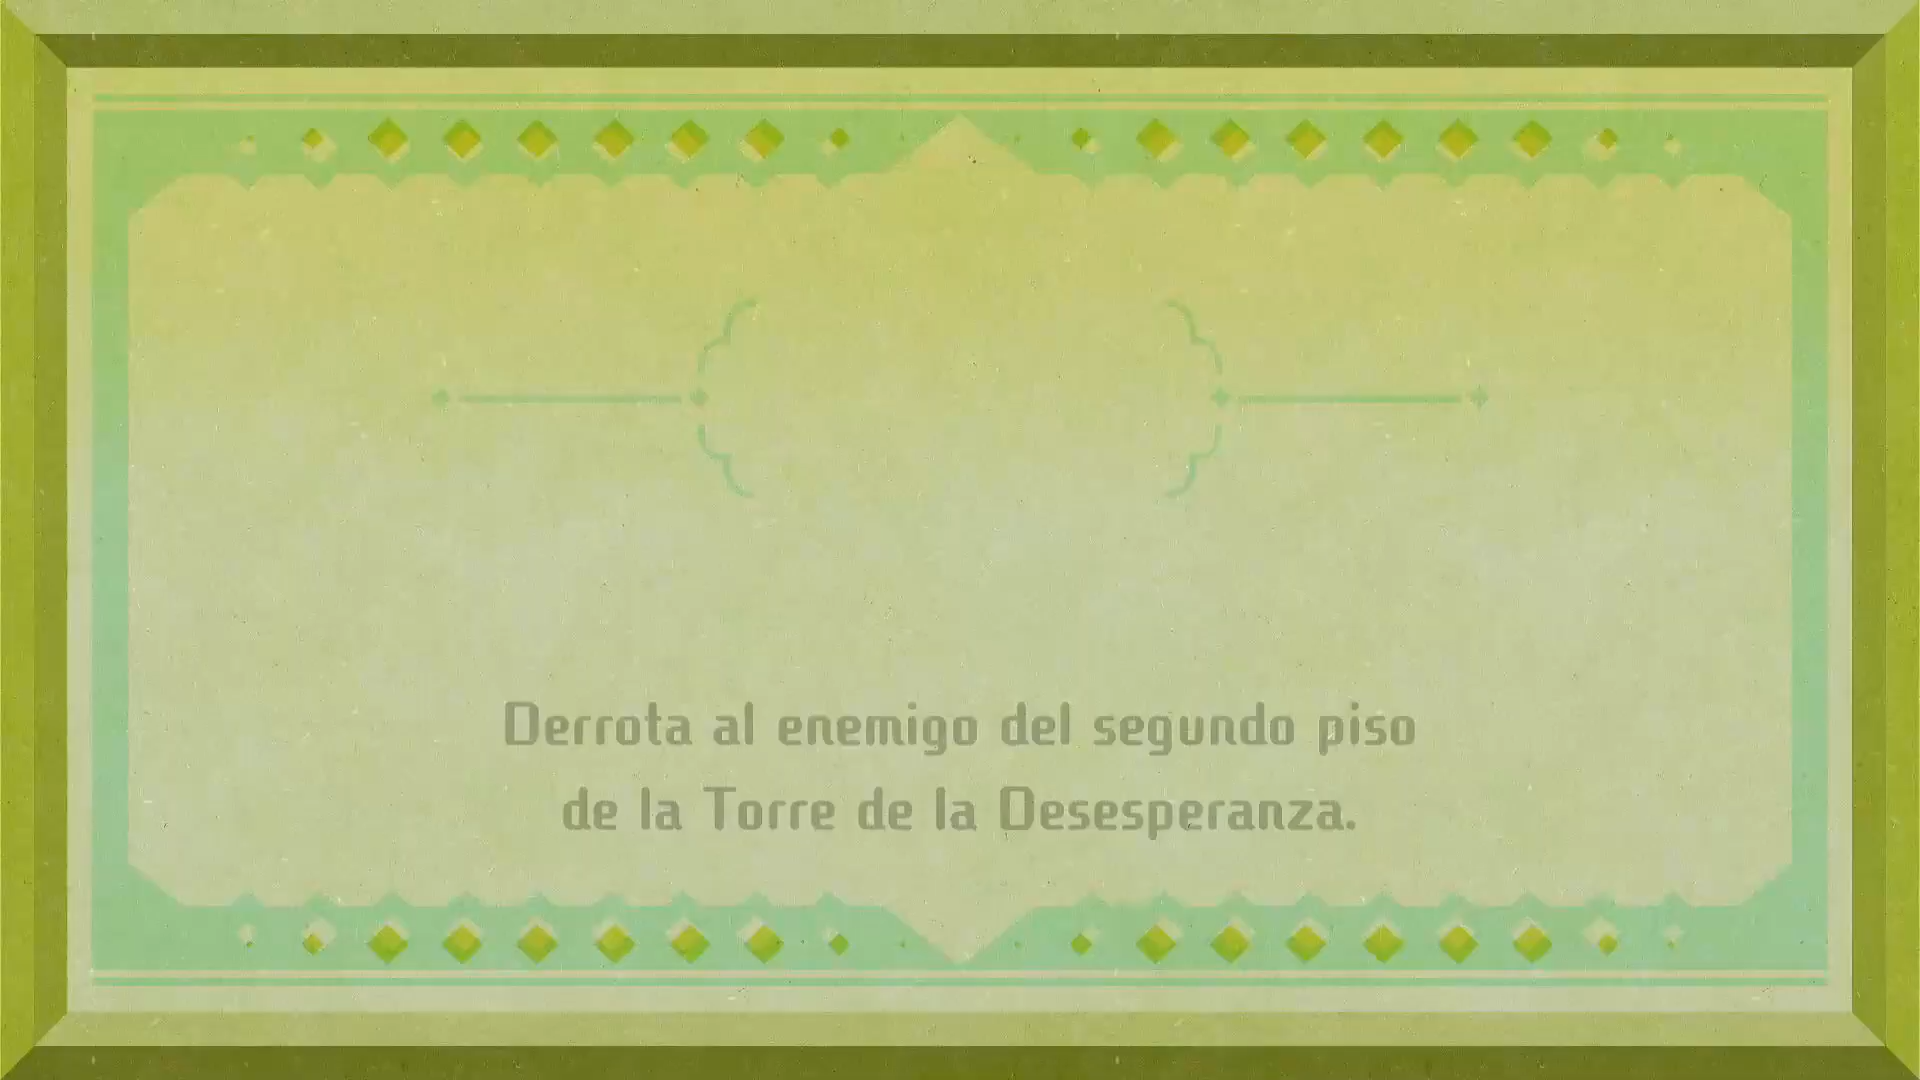 Derrota al enemigo del segundo piso
de la Torre de la Desesperanza.